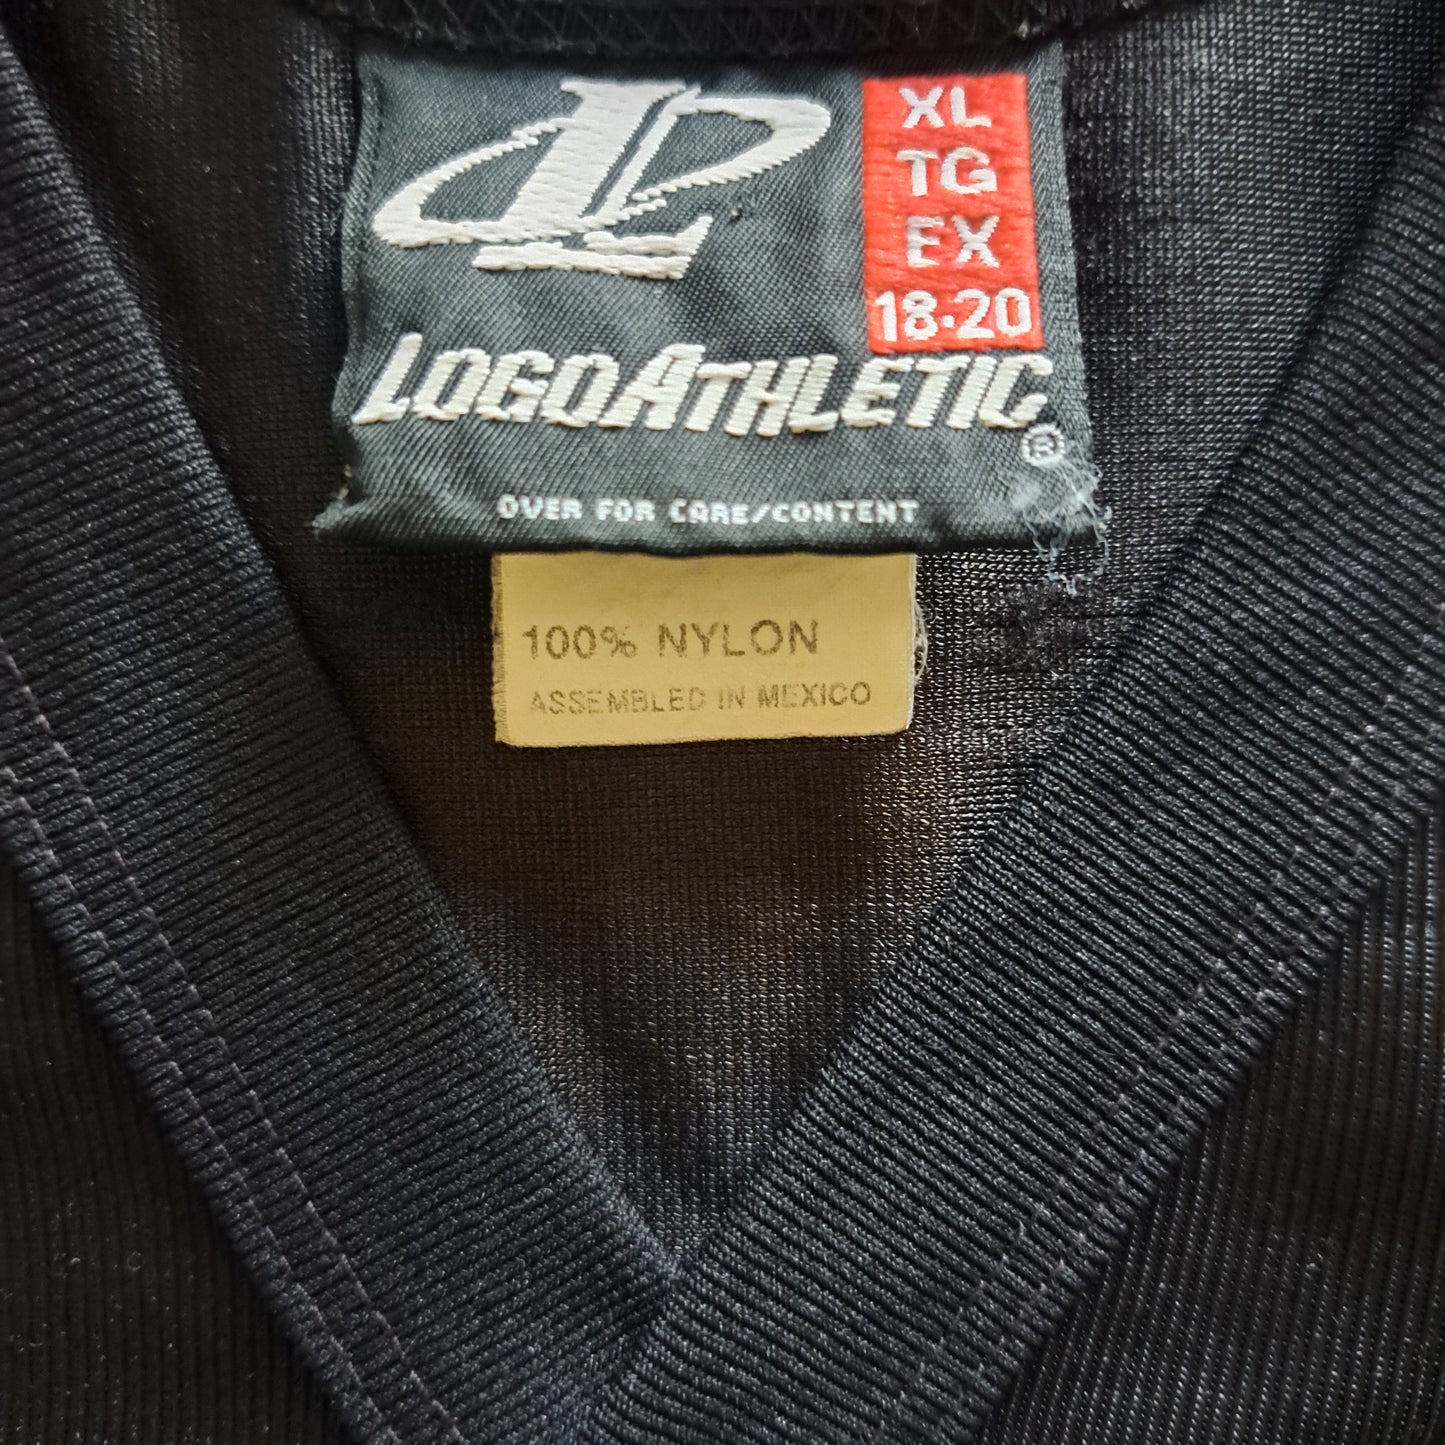 XL
TG
EX
18·20
LOGOATHLETIC
®
OVER FOR CARE/CONTENT
100% NYLON
ASSEMBLED IN MEXICO